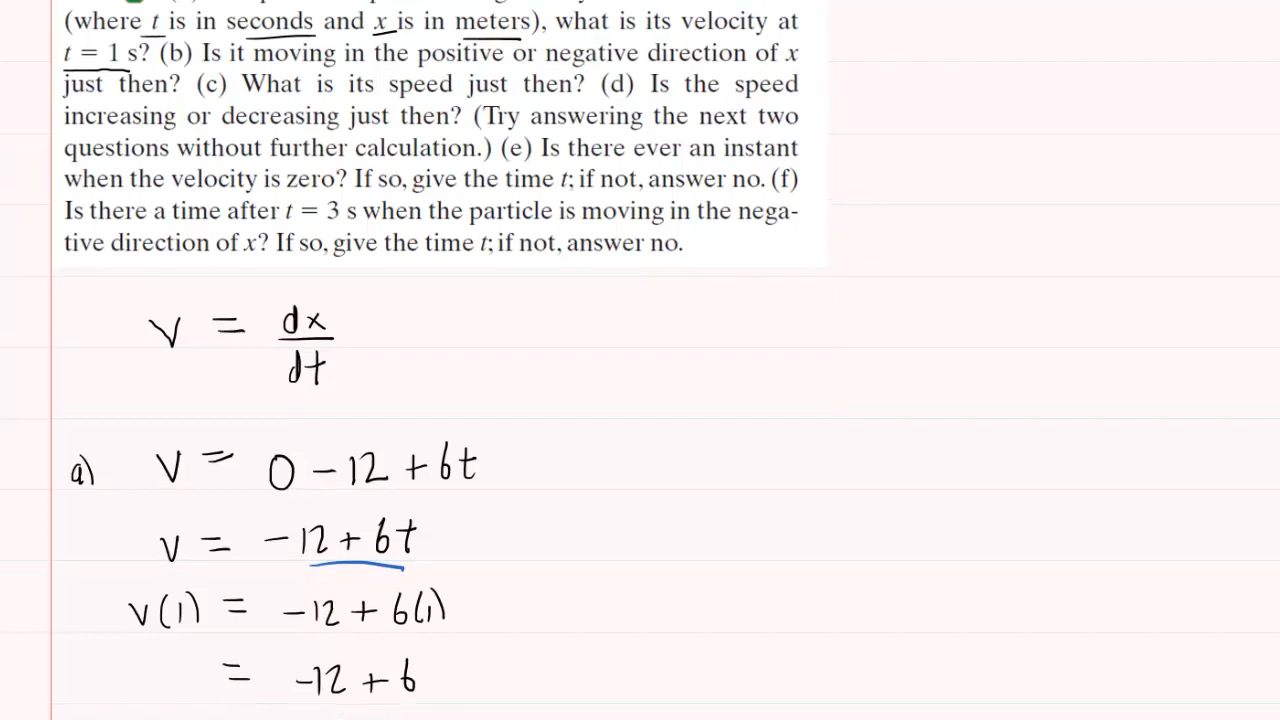 (where t is in seconds and x is in meters), what is its velocity at
t = 1 s? (b) Is it moving in the positive or negative direction of x
just then? (c) What is its speed just then? (d) Is the speed
increasing or decreasing just then? (Try answering the next two
questions without further calculation.) (e) Is there ever an instant
when the velocity is zero? If so, give the time t; if not, answer no. (f)
Is there a time after t = 3 s when the particle is moving in the nega-
tive direction of x? If so, give the time t; if not, answer no.
v = dx/dt
a) v = 0 - 12 + 6t
v = -12 + 6t
v(1) = -12 + 6(1)
= -12 + 6